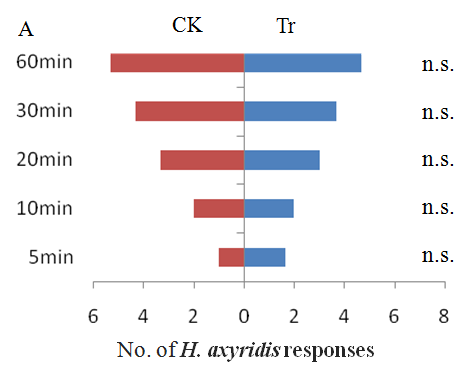 A CK Tr
60min n.s.
30min n.s.
20min n.s.
10min n.s.
5min n.s.
6 4 2 0 2 4 6 8
No. of H. axyridis responses